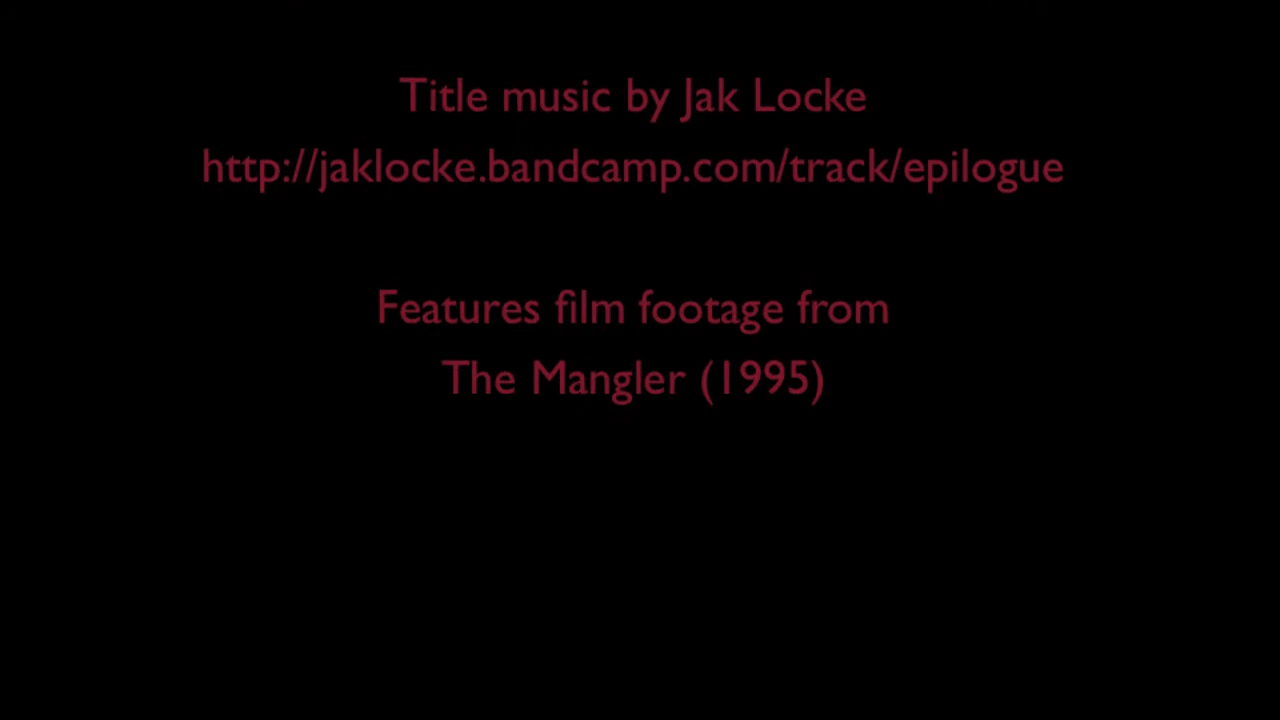 Title music by Jak Locke
http://jaklocke.bandcamp.com/track/epilogue
Features film footage from
The Mangler (1995)